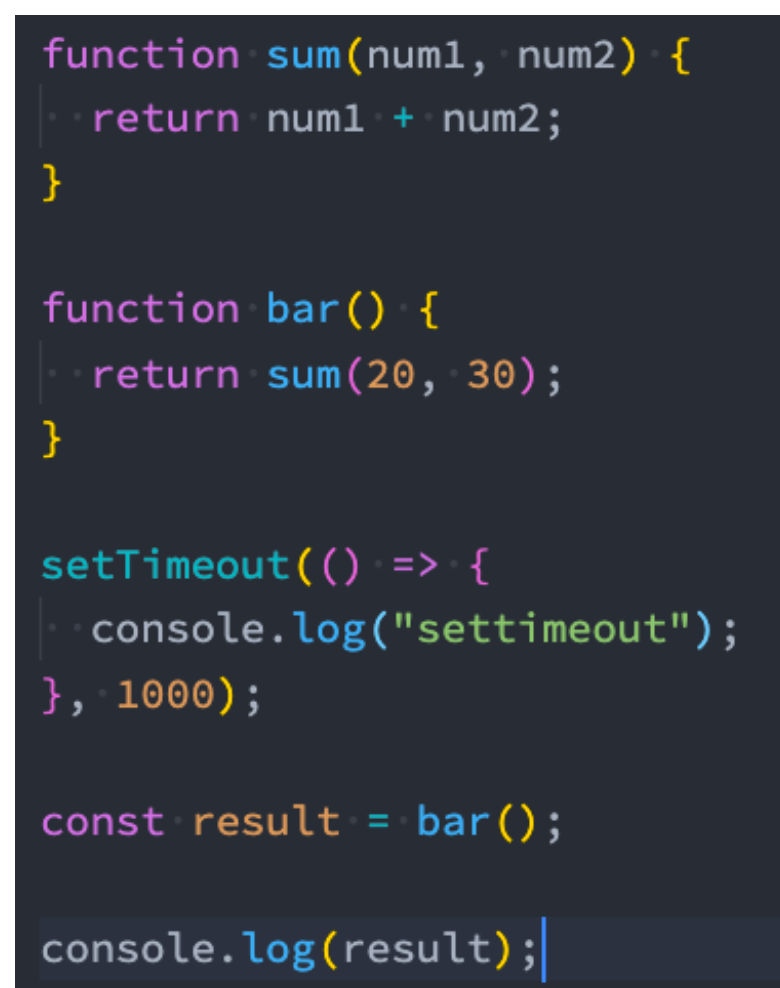 function sum(num1, num2) {
  return num1 + num2;
}

function bar() {
  return sum(20, 30);
}

setTimeout(() => {
  console.log("settimeout");
}, 1000);

const result = bar();

console.log(result);